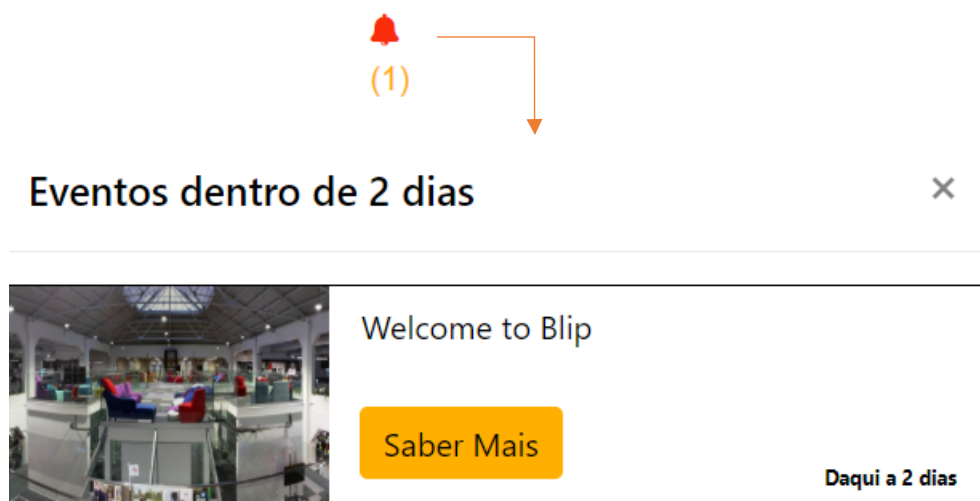 (1)
Eventos dentro de 2 dias
Welcome to Blip
Saber Mais
Daqui a 2 dias